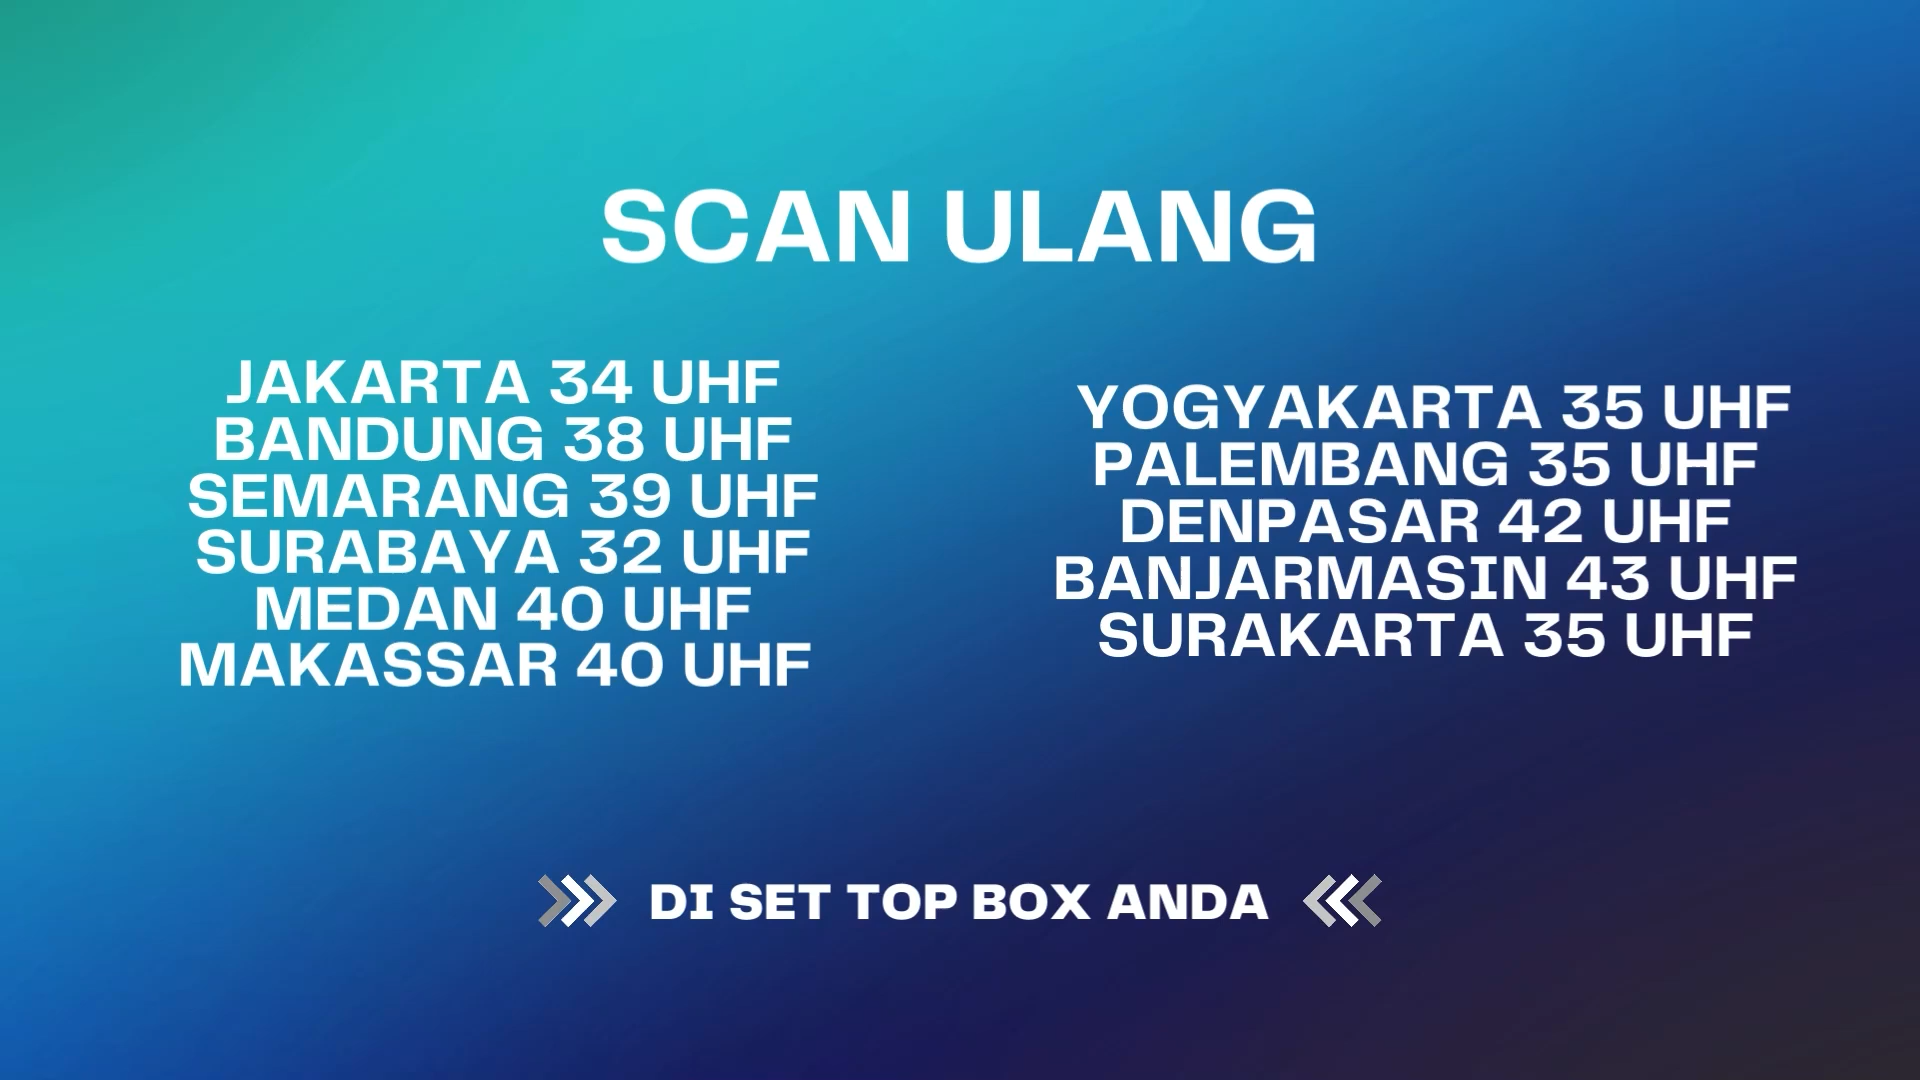 SCAN ULANG
JAKARTA 34 UHF
BANDUNG 38 UHF
SEMARANG 39 UHF
SURABAYA 32 UHF
MEDAN 40 UHF
MAKASSAR 40 UHF
YOGYAKARTA 35 UHF
PALEMBANG 35 UHF
DENPASAR 42 UHF
BANJARMASIN 43 UHF
SURAKARTA 35 UHF
DI SET TOP BOX ANDA